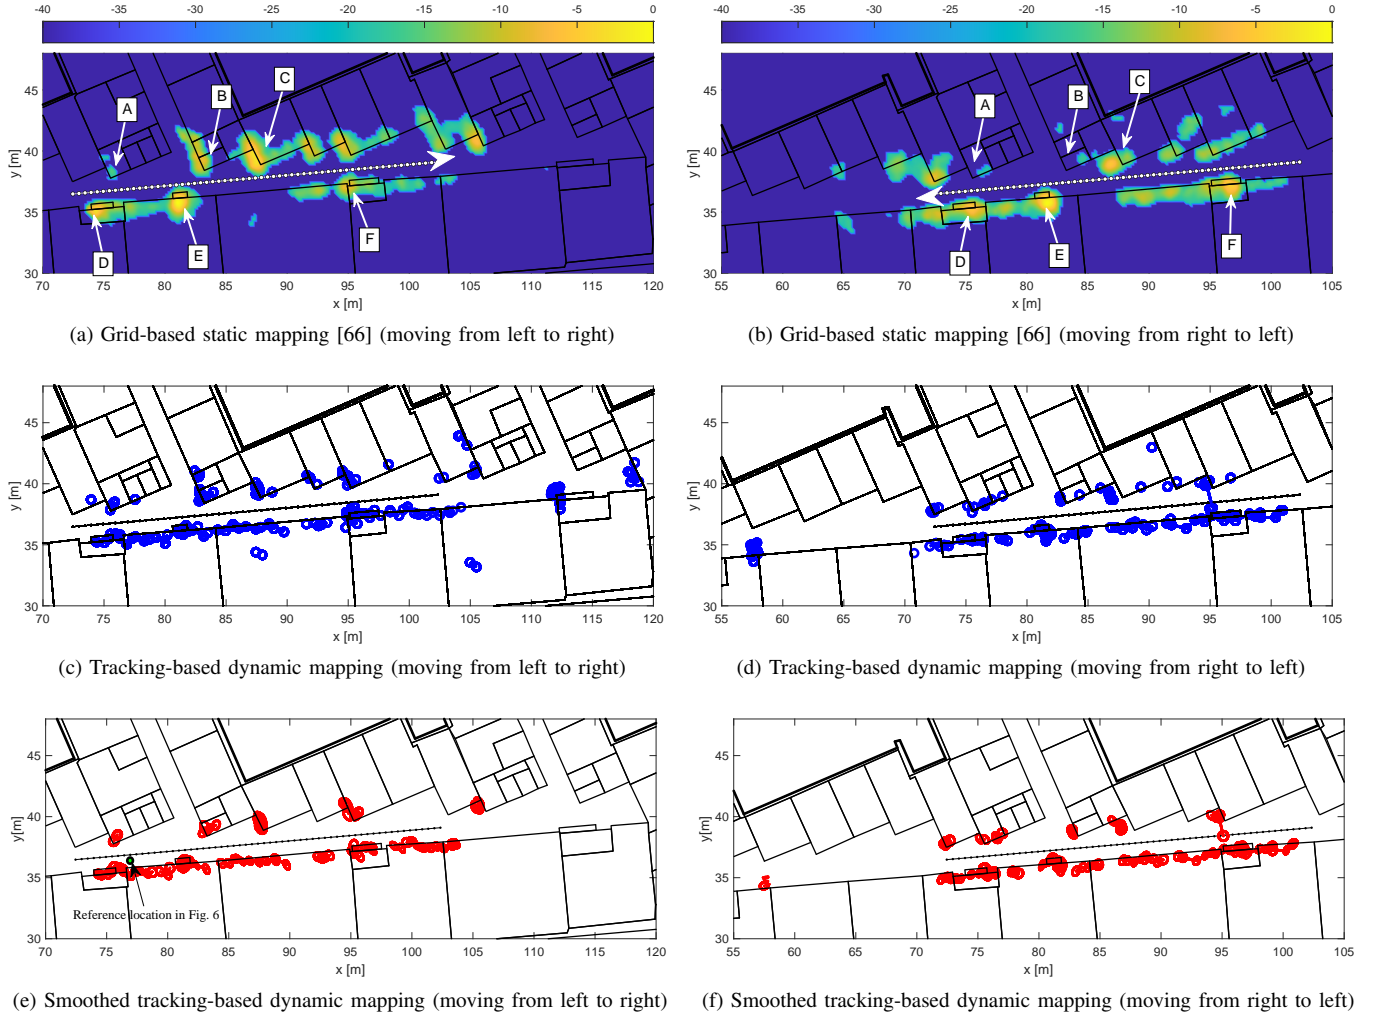 -40 -35 -30 -25 -20 -15 -10 -5 0
-40 -35 -30 -25 -20 -15 -10 -5 0
45
40
35
30
y [m]
A
B
C
D
E
F
70 75 80 85 90 95 100 105 110 115 120
x [m]
45
40
35
30
y [m]
A
B
C
D
E
F
55 60 65 70 75 80 85 90 95 100 105
x [m]
(a) Grid-based static mapping [66] (moving from left to right)
(b) Grid-based static mapping [66] (moving from right to left)
45
40
35
30
y [m]
70 75 80 85 90 95 100 105 110 115 120
x [m]
45
40
35
30
y [m]
55 60 65 70 75 80 85 90 95 100 105
x [m]
(c) Tracking-based dynamic mapping (moving from left to right)
(d) Tracking-based dynamic mapping (moving from right to left)
45
40
35
30
y[m]
Reference location in Fig. 6
70 75 80 85 90 95 100 105 110 115 120
x [m]
45
40
35
30
y[m]
55 60 65 70 75 80 85 90 95 100 105
x [m]
(e) Smoothed tracking-based dynamic mapping (moving from left to right)
(f) Smoothed tracking-based dynamic mapping (moving from right to left)